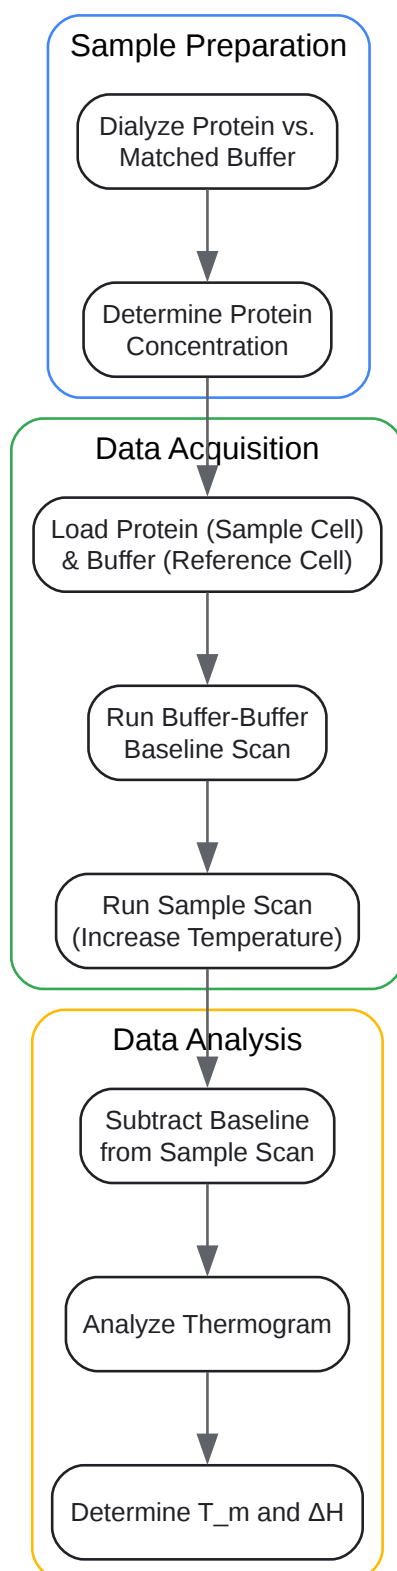 Sample Preparation
Dialyze Protein vs.
Matched Buffer
Determine Protein
Concentration
Data Acquisition
Load Protein (Sample Cell)
& Buffer (Reference Cell)
Run Buffer-Buffer
Baseline Scan
Run Sample Scan
(Increase Temperature)
Data Analysis
Subtract Baseline
from Sample Scan
Analyze Thermogram
Determine T_m and ΔH